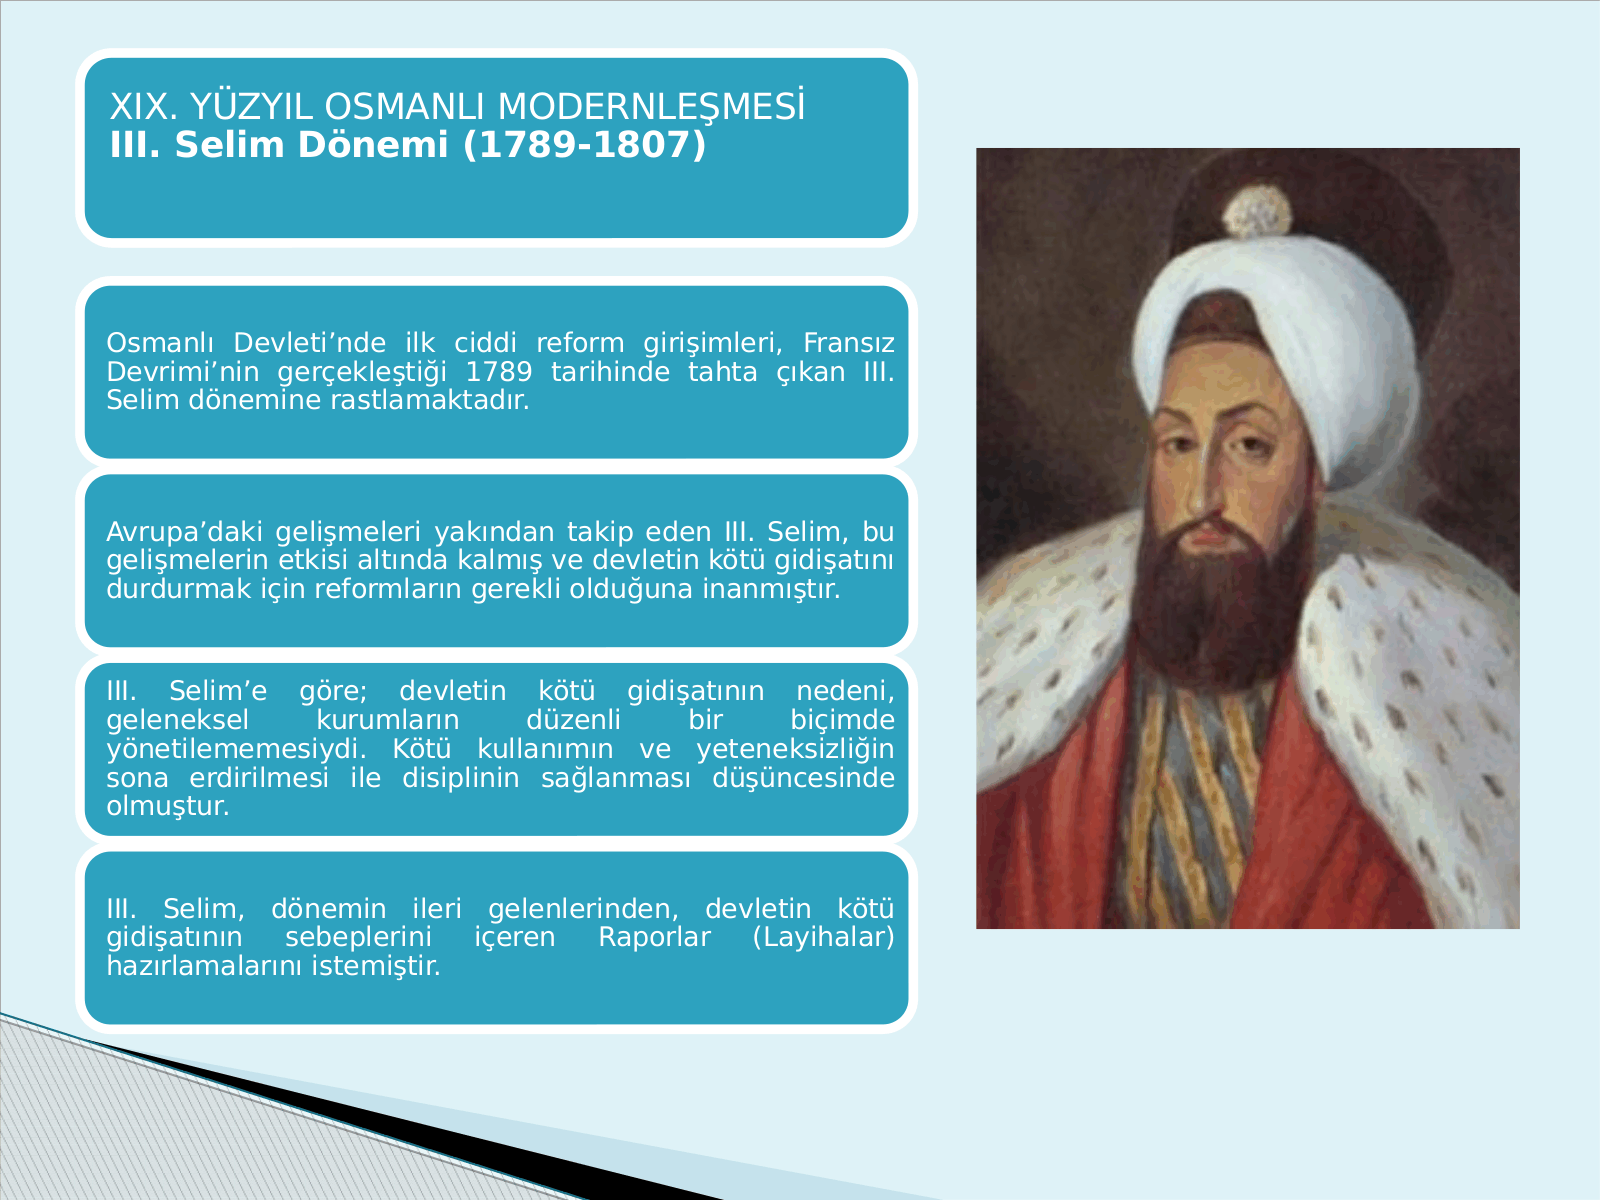 XIX. YÜZYIL OSMANLI MODERNLEŞMESİ
III. Selim Dönemi (1789-1807)
Osmanlı Devleti’nde ilk ciddi reform girişimleri, Fransız
Devrimi’nin gerçekleştiği 1789 tarihinde tahta çıkan III.
Selim dönemine rastlamaktadır.
Avrupa’daki gelişmeleri yakından takip eden III. Selim, bu
gelişmelerin etkisi altında kalmış ve devletin kötü gidişatını
durdurmak için reformların gerekli olduğuna inanmıştır.
III. Selim’e göre; devletin kötü gidişatının nedeni,
geleneksel kurumların düzenli bir biçimde
yönetilememesiydi. Kötü kullanımın ve yeteneksizliğin
sona erdirilmesi ile disiplinin sağlanması düşüncesinde
olmuştur.
III. Selim, dönemin ileri gelenlerinden, devletin kötü
gidişatının sebeplerini içeren Raporlar (Layihalar)
hazırlamalarını istemiştir.